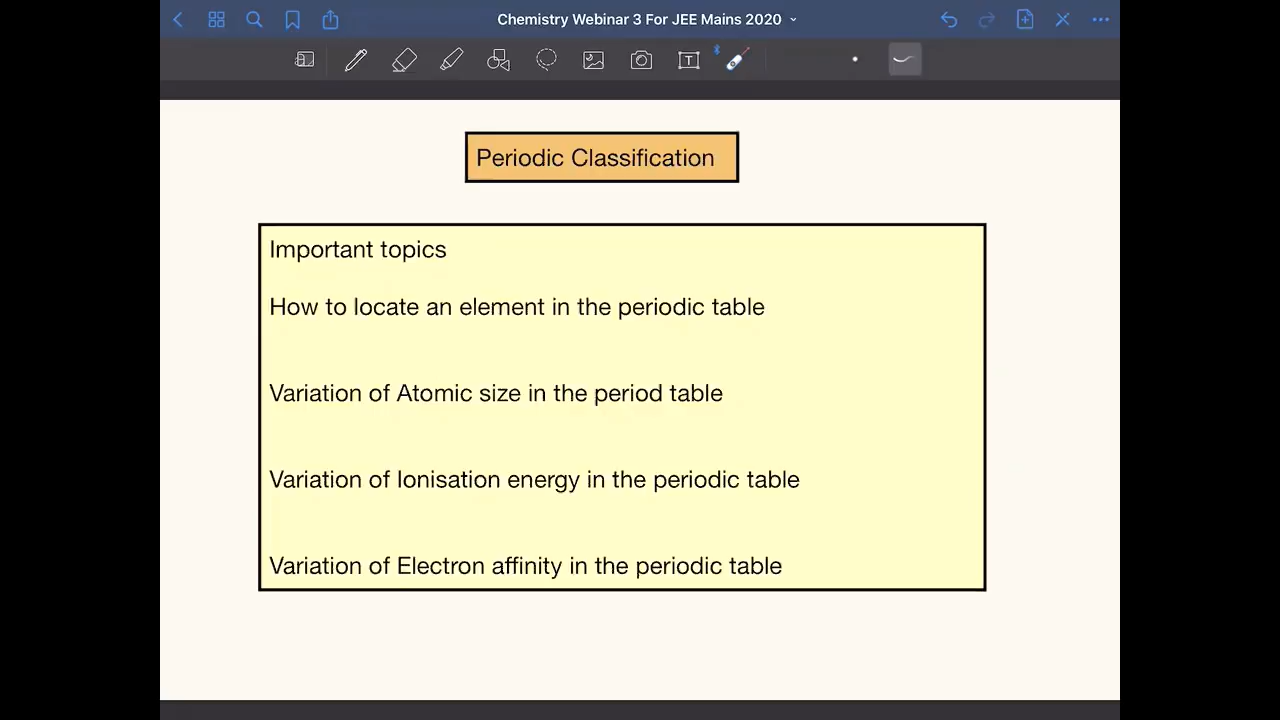 Chemistry Webinar 3 For JEE Mains 2020
T
Periodic Classification
Important topics
How to locate an element in the periodic table
Variation of Atomic size in the period table
Variation of Ionisation energy in the periodic table
Variation of Electron affinity in the periodic table